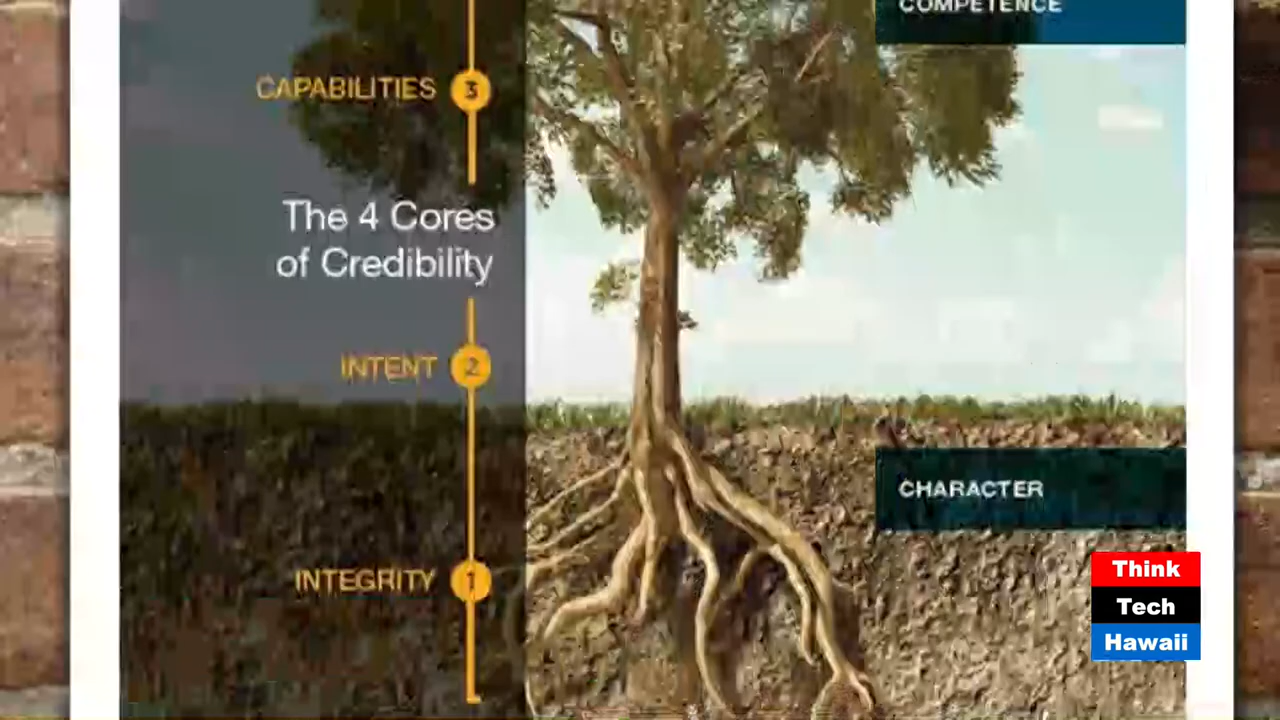 COMPETENCE
CAPABILITIES 3
The 4 Cores
of Credibility
INTENT 2
CHARACTER
INTEGRITY 1
Think
Tech
Hawaii